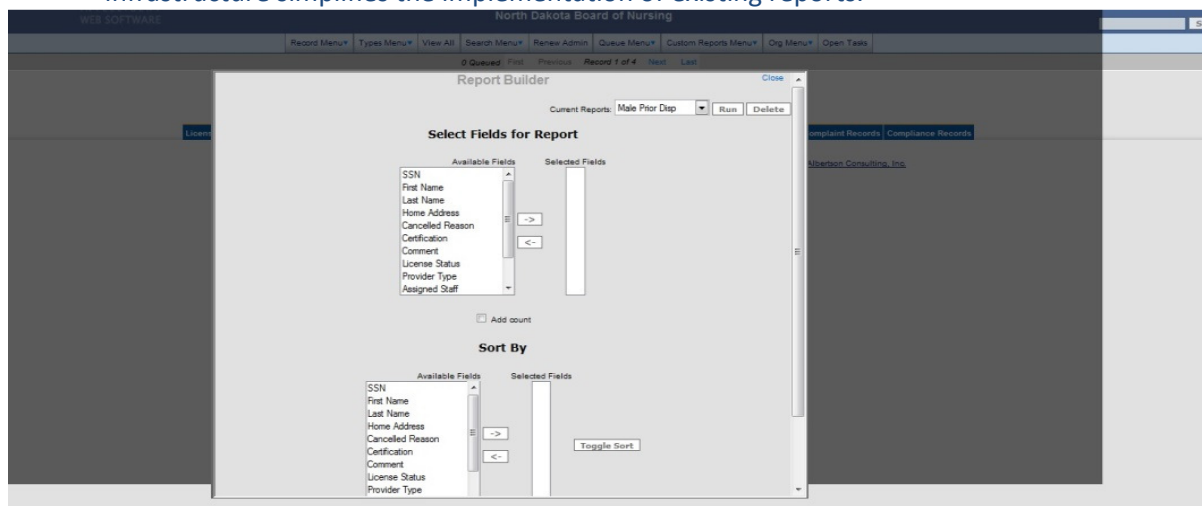 infrastructure simplifies the implementation of existing reports.
WEB SOFTWARE
North Dakota Board of Nursing
Record Menu Types Menu View All Search Menu Renew Admin Queue Menu Custom Reports Menu Org Menu Open Tasks
0 Queued First Previous Record 1 of 4 Next Last
Report Builder
Close
Current Reports: Male Prior Disp Run Delete
Select Fields for Report
Available Fields Selected Fields
SSN
First Name
Last Name
Home Address
Cancelled Reason
Certification
Comment
License Status
Provider Type
Assigned Staff
->
<-
Add count
Sort By
Available Fields Selected Fields
SSN
First Name
Last Name
Home Address
Cancelled Reason
Certification
Comment
License Status
Provider Type
->
<-
Toggle Sort
Licens
omplaint Records Compliance Records
Albertson Consulting, Inc.